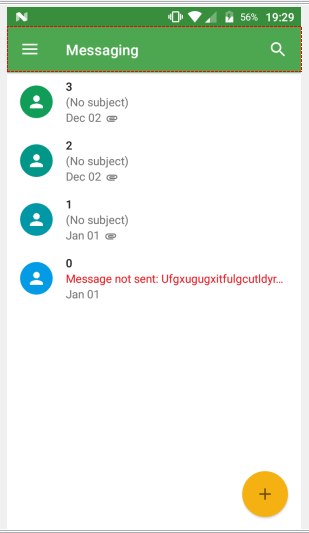 56% 19:29
Messaging
3
(No subject)
Dec 02
2
(No subject)
Dec 02
1
(No subject)
Jan 01
0
Message not sent: Ufgxugugxitfulgcutldyr...
Jan 01